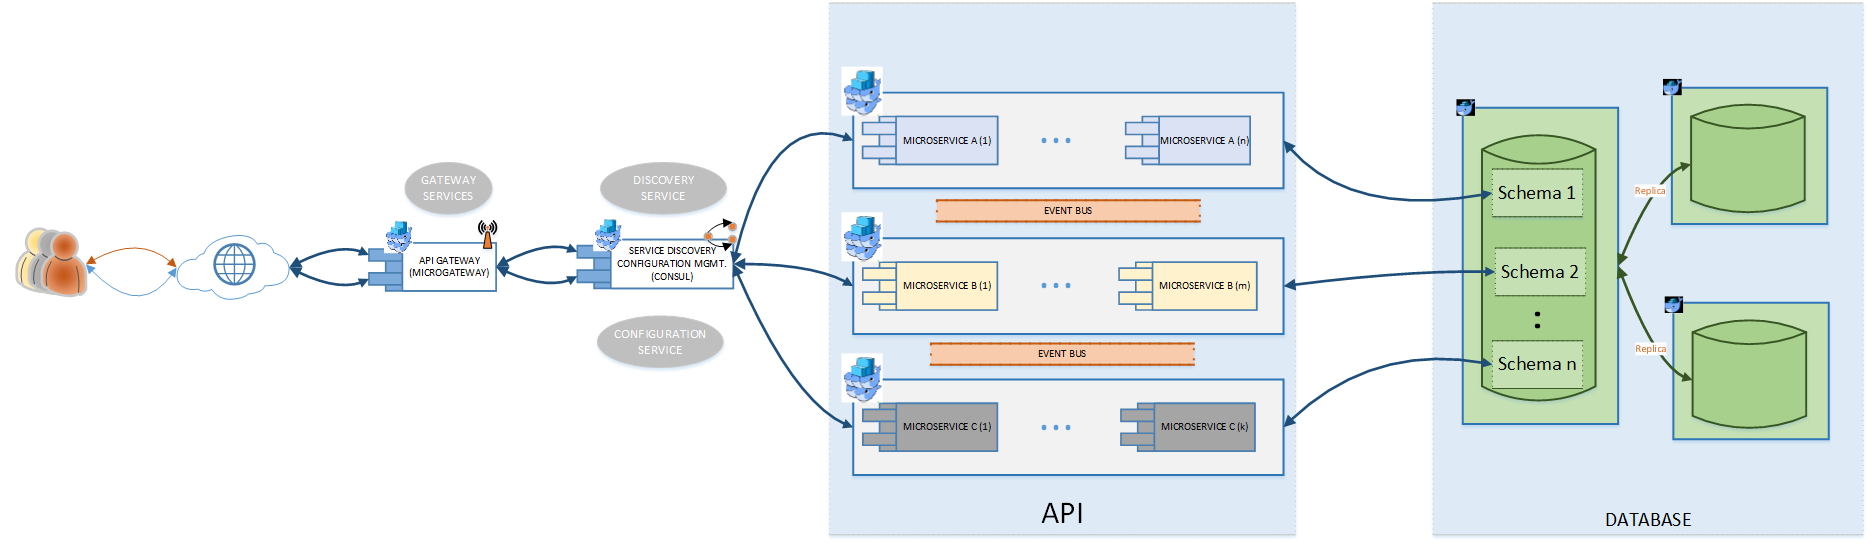 GATEWAY
SERVICES
API GATEWAY
(MICROGATEWAY)
DISCOVERY
SERVICE
SERVICE DISCOVERY
CONFIGURATION MGMT.
(CONSUL)
CONFIGURATION
SERVICE
MICROSERVICE A (1)
MICROSERVICE A (n)
EVENT BUS
MICROSERVICE B (1)
MICROSERVICE B (m)
EVENT BUS
MICROSERVICE C (1)
MICROSERVICE C (k)
API
Schema 1
Schema 2
Schema n
Replica
Replica
DATABASE